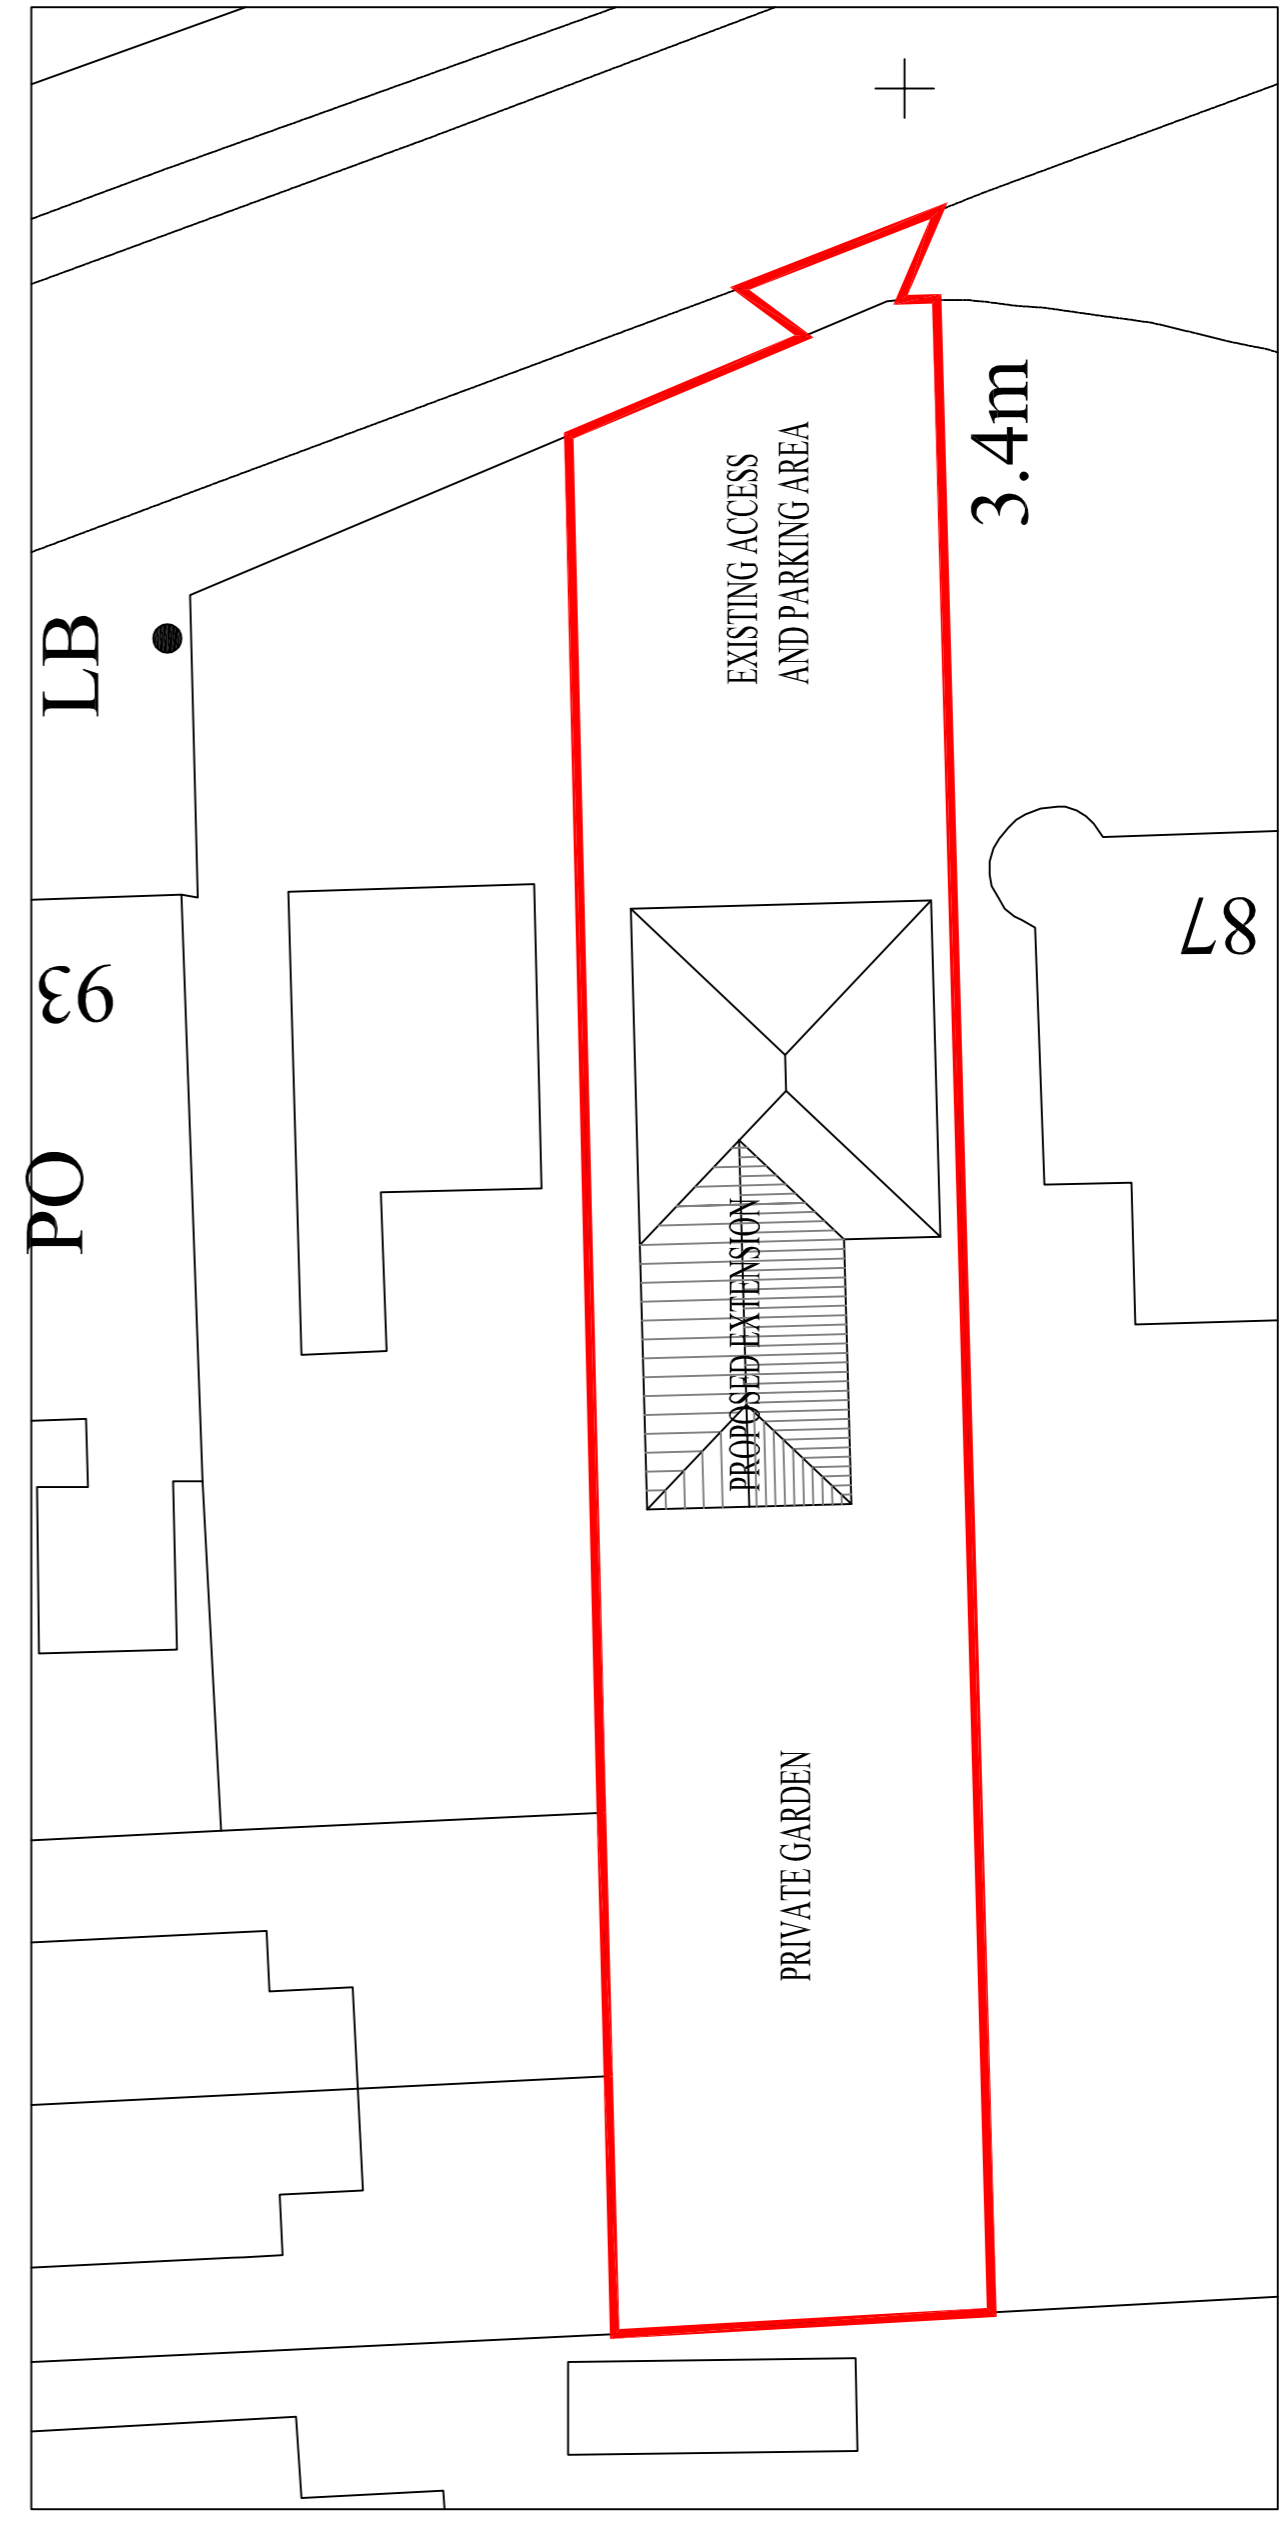 3.4m
EXISTING ACCESS
AND PARKING AREA
LB
87
93
PO
PROPOSED EXTENSION
PRIVATE GARDEN